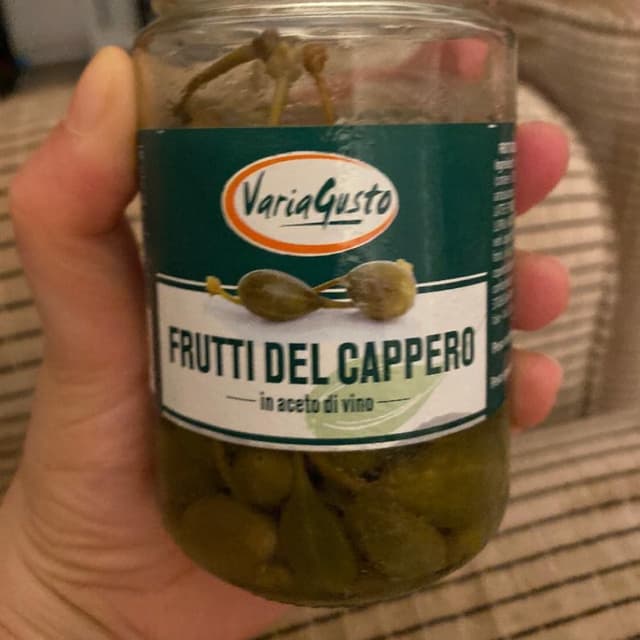 VariaGusto
FRUTTI DEL CAPPERO
in aceto di vino